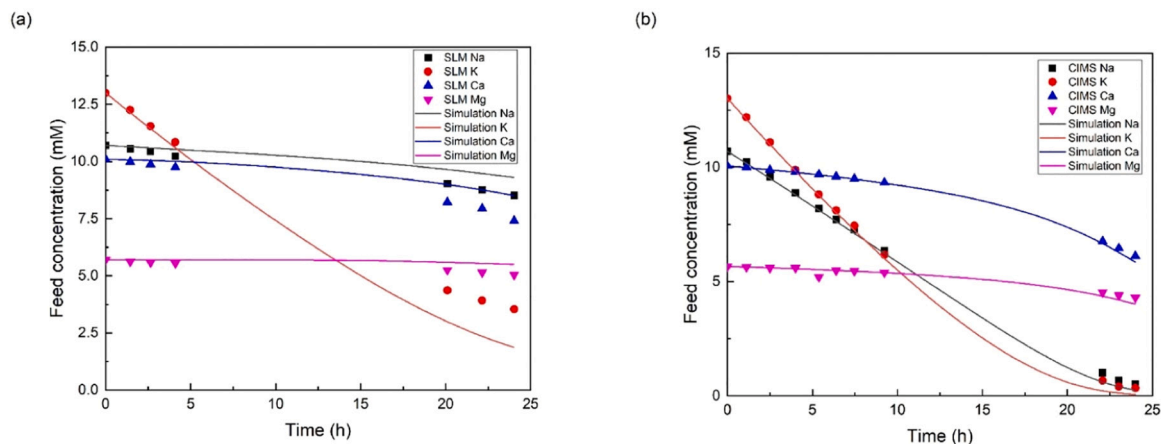 (a)
15.0
12.5
10.0
7.5
5.0
2.5
0.0
Feed concentration (mM)
0
5
10
15
20
25
Time (h)
SLM Na
SLM K
SLM Ca
SLM Mg
Simulation Na
Simulation K
Simulation Ca
Simulation Mg
(b)
15
10
5
0
Feed concentration (mM)
0
5
10
15
20
25
Time (h)
CIMS Na
CIMS K
CIMS Ca
CIMS Mg
Simulation Na
Simulation K
Simulation Ca
Simulation Mg